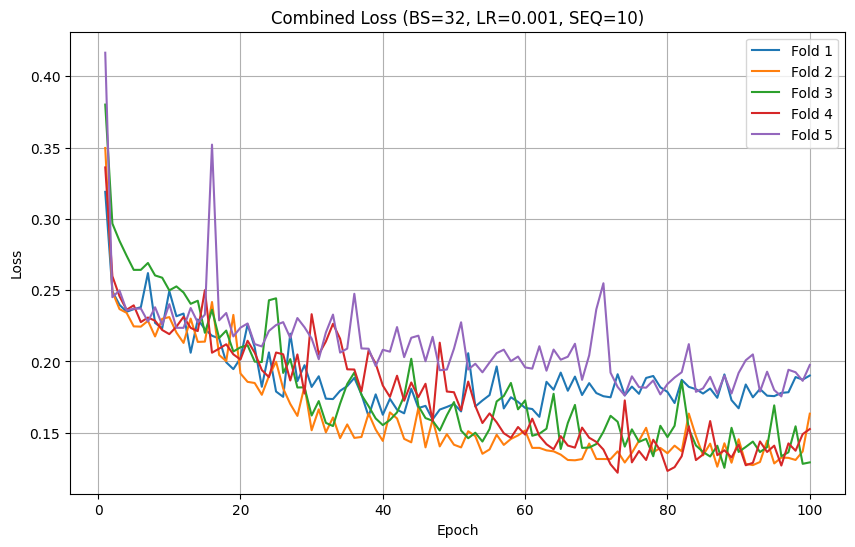 Combined Loss (BS=32, LR=0.001, SEQ=10)
Fold 1
Fold 2
Fold 3
Fold 4
Fold 5
Loss
0.40
0.35
0.30
0.25
0.20
0.15
0
20
40
60
80
100
Epoch